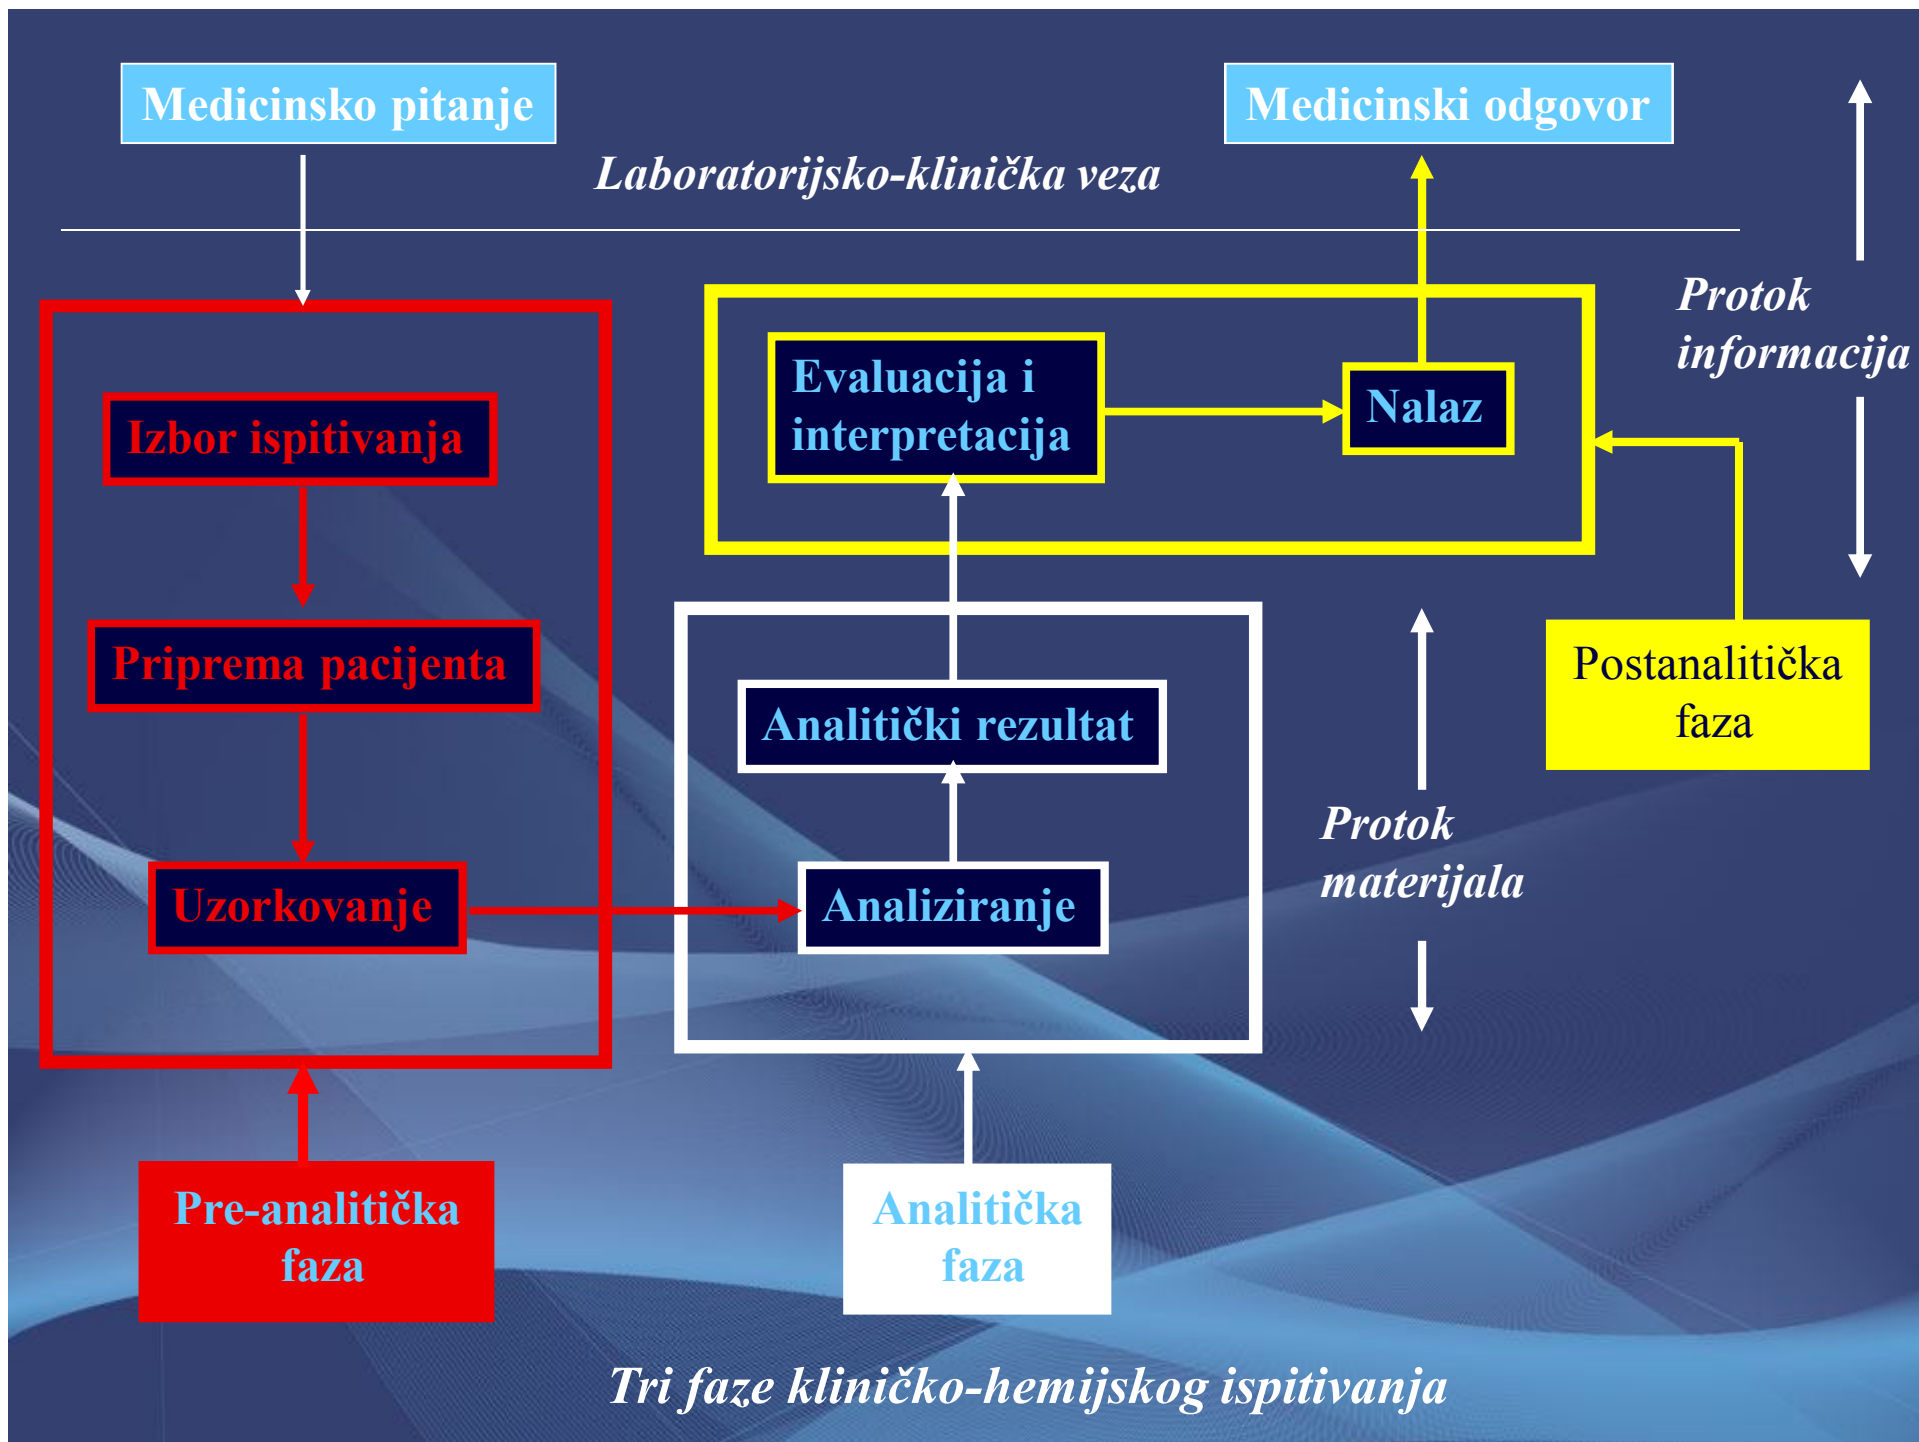 Medicinsko pitanje
Medicinski odgovor
Laboratorijsko-klinička veza
Protok
informacija
Evaluacija i
interpretacija
Nalaz
Izbor ispitivanja
Priprema pacijenta
Uzorkovanje
Analitički rezultat
Analiziranje
Protok
materijala
Postanalitička
faza
Pre-analitička
faza
Analitička
faza
Tri faze kliničko-hemijskog ispitivanja